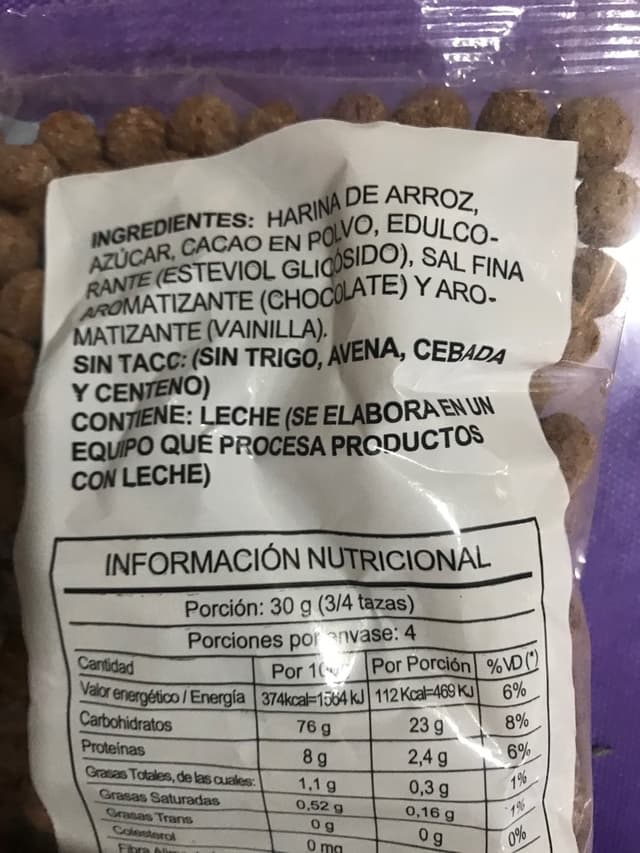 INGREDIENTES: HARINA DE ARROZ,
AZÚCAR, CACAO EN POLVO, EDULCO-
RANTE (ESTEVIOL GLICÓSIDO), SAL FINA
AROMATIZANTE (CHOCOLATE) Y ARO-
MATIZANTE (VAINILLA).
SIN TACC: (SIN TRIGO, AVENA, CEBADA
Y CENTENO)
CONTIENE: LECHE (SE ELABORA EN UN
EQUIPO QUE PROCESA PRODUCTOS
CON LECHE)
INFORMACIÓN NUTRICIONAL
Porción: 30 g (3/4 tazas)
Porciones por envase: 4
Cantidad Por Por Porción %VD (*)
Valor energético / Energía 374kcal=1564 kJ 112 Kcal=469 KJ 6%
Carbohidratos 76 g 23 g 8%
Proteínas 8 g 2,4 g 6%
Grasas Totales, de las cuales: 1,1 g 0,3 g 1%
Grasas Saturadas 0,52 g 0,16 g 1%
Grasas Trans 0 g 0 g 0%
Colesterol 0 mg
Fibra